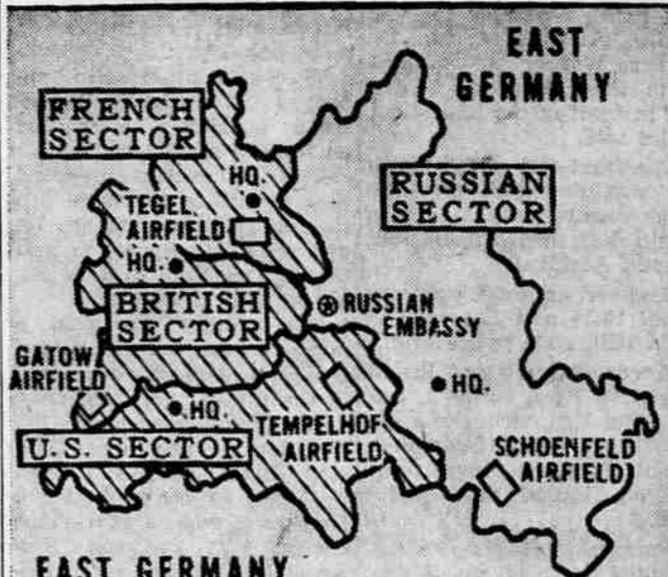 EAST
GERMANY
FRENCH
SECTOR
HQ.
RUSSIAN
SECTOR
TEGEL
AIRFIELD
HQ.
BRITISH
SECTOR
RUSSIAN
EMBASSY
GATOW
AIRFIELD
HQ.
HQ.
TEMPELHOF
AIRFIELD
U.S. SECTOR
SCHOENFELD
AIRFIELD
EAST GERMANY